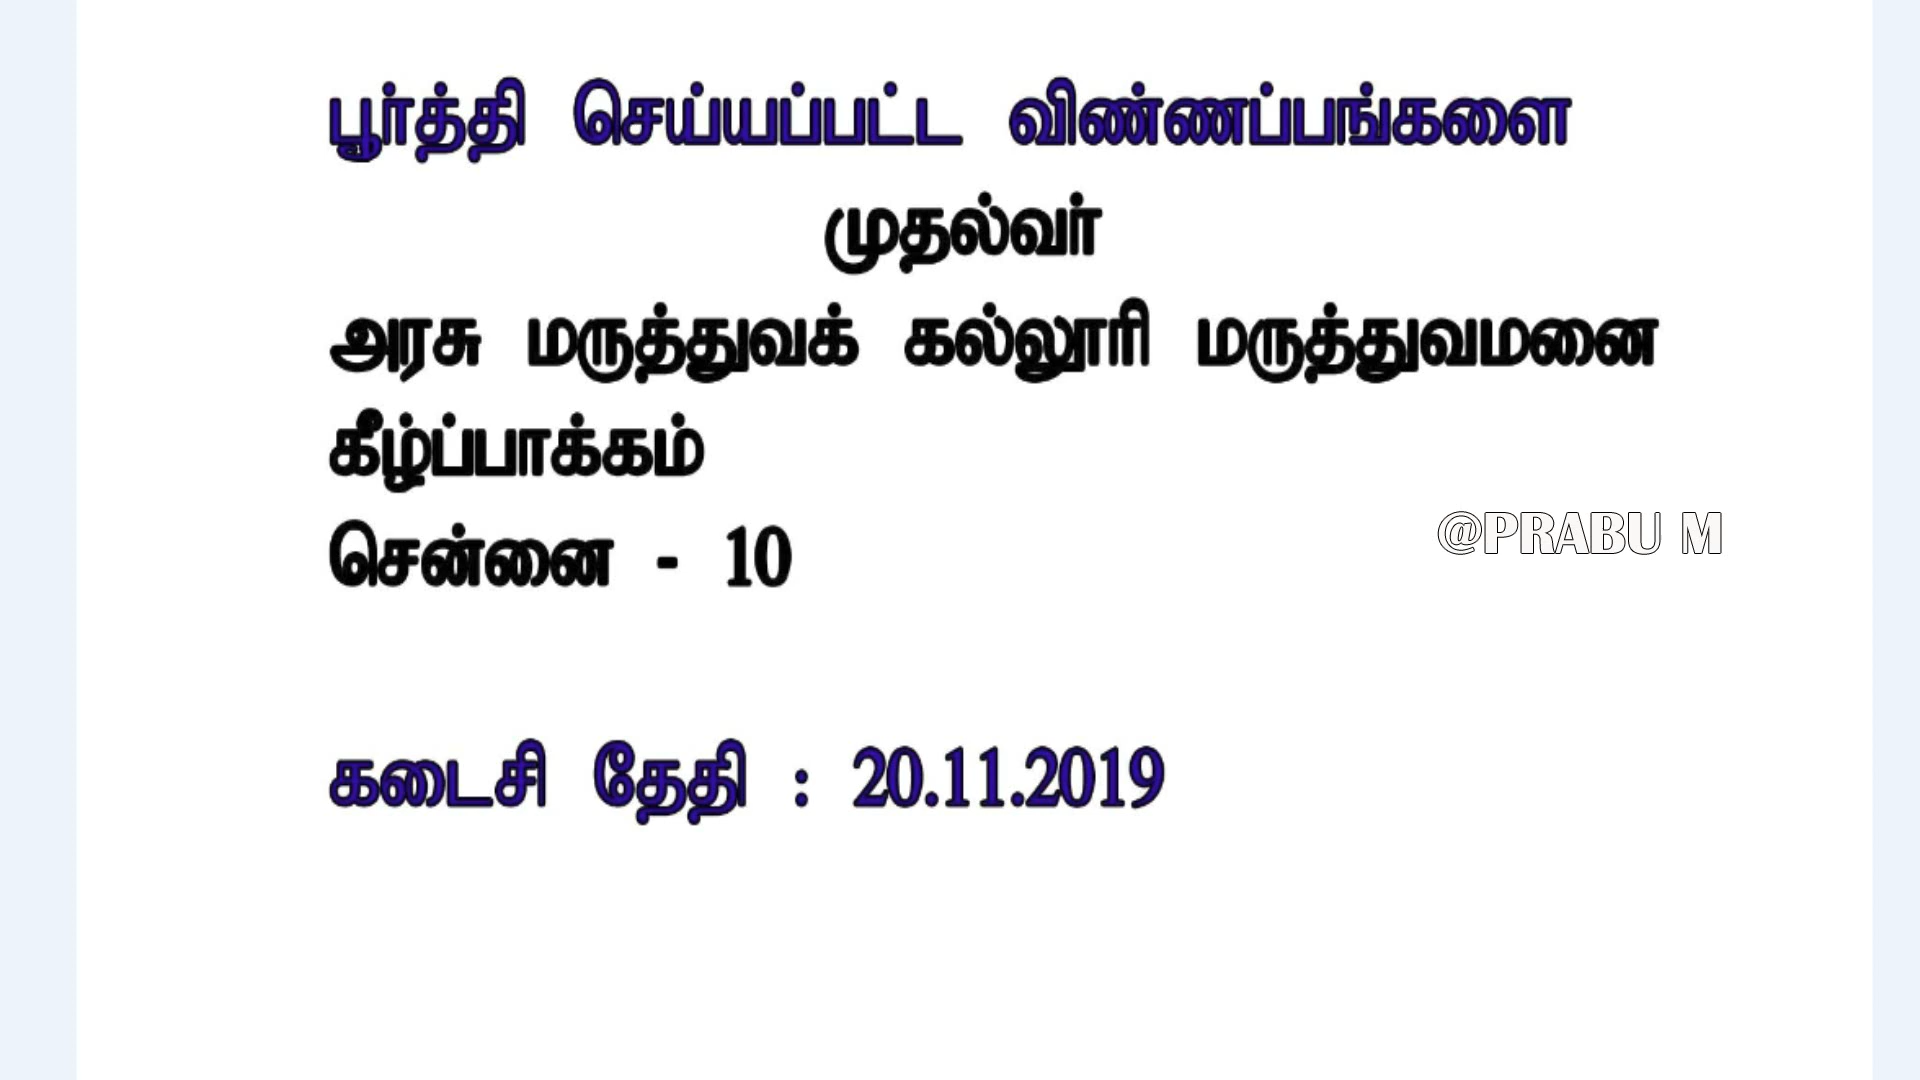 பூர்த்தி செய்யப்பட்ட விண்ணப்பங்களை
முதல்வர்
அரசு மருத்துவக் கல்லூரி மருத்துவமனை
கீழ்ப்பாக்கம்
சென்னை - 10
@PRABU M
கடைசி தேதி : 20.11.2019